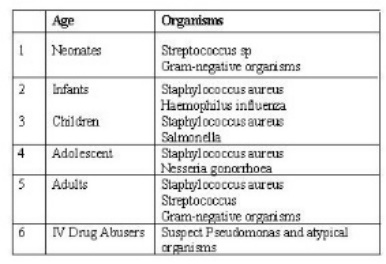 Age Organisms
1 Neonates Streptococcus sp
Gram-negative organisms
2 Infants Staphylococcus aureus
Haemophilus influenza
3 Children Staphylococcus aureus
Salmonella
4 Adolescent Staphylococcus aureus
Nesseria gonorrhoea
5 Adults Staphylococcus aureus
Streptococcus
Gram-negative organisms
6 IV Drug Abusers Suspect Pseudomonas and atypical
organisms